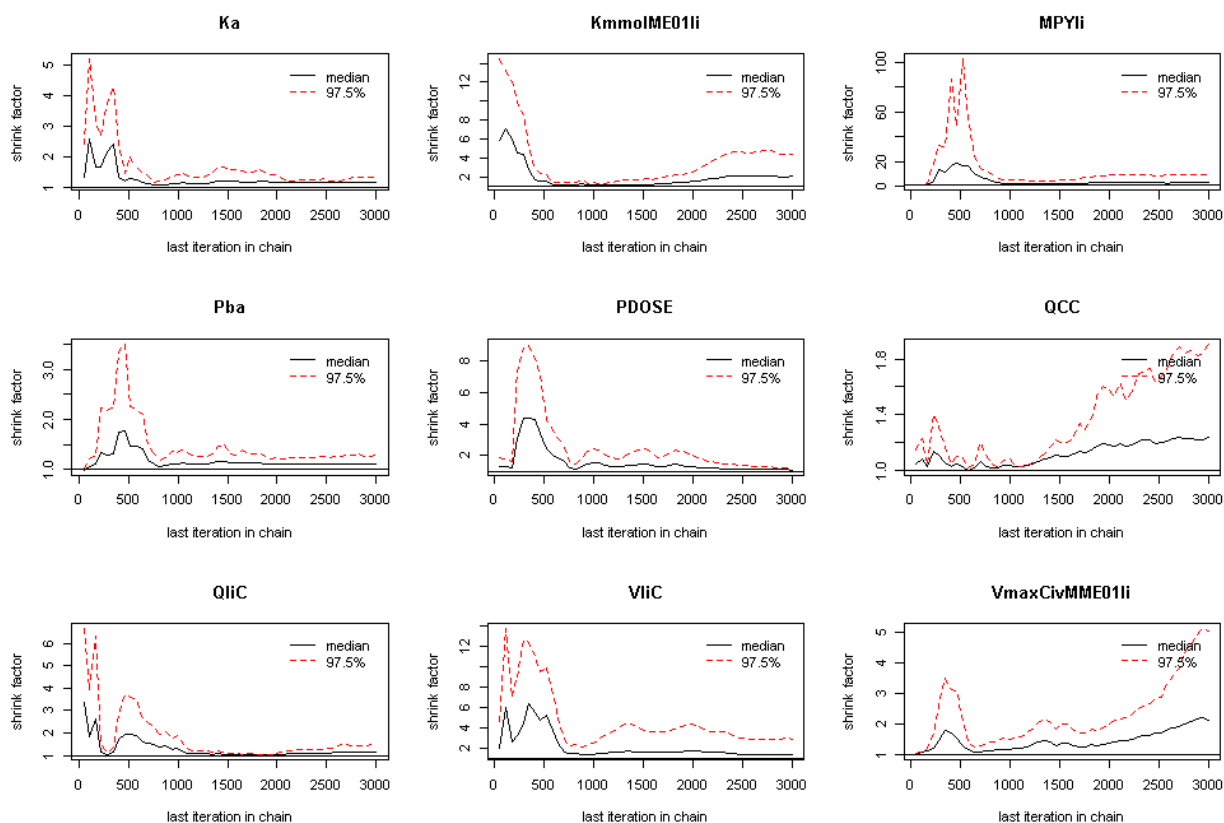 Ka
KmmolME01li
MPYli
shrink factor
1 2 3 4 5
median
97.5%
0 500 1000 1500 2000 2500 3000
last iteration in chain
shrink factor
2 4 6 8 12
median
97.5%
0 500 1000 1500 2000 2500 3000
last iteration in chain
shrink factor
0 20 60 100
median
97.5%
0 500 1000 1500 2000 2500 3000
last iteration in chain
Pba
PDOSE
QCC
shrink factor
1.0 2.0 3.0
median
97.5%
0 500 1000 1500 2000 2500 3000
last iteration in chain
shrink factor
2 4 6 8
median
97.5%
0 500 1000 1500 2000 2500 3000
last iteration in chain
shrink factor
1.0 1.4 1.8
median
97.5%
0 500 1000 1500 2000 2500 3000
last iteration in chain
QliC
VliC
VmaxCivMME01li
shrink factor
1 2 3 4 5 6
median
97.5%
0 500 1000 1500 2000 2500 3000
last iteration in chain
shrink factor
2 4 6 8 12
median
97.5%
0 500 1000 1500 2000 2500 3000
last iteration in chain
shrink factor
1 2 3 4 5
median
97.5%
0 500 1000 1500 2000 2500 3000
last iteration in chain